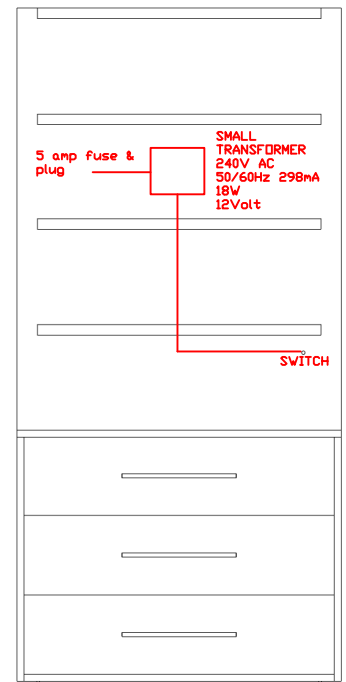 5 amp fuse &
plug
SMALL
TRANSFORMER
240V AC
50/60Hz 298mA
18W
12Volt
SWITCH